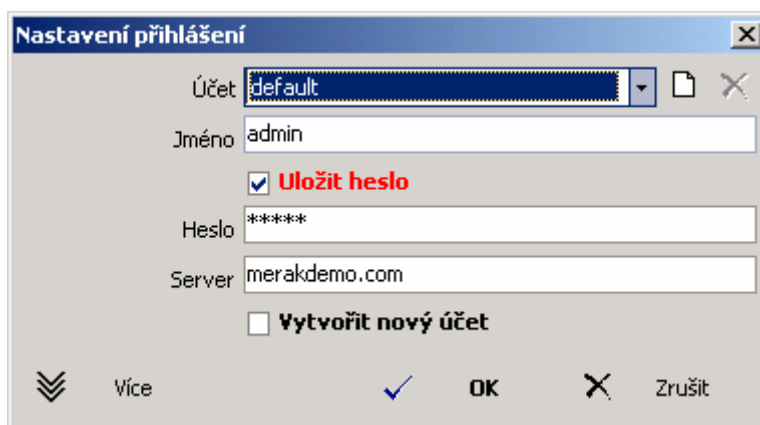 Nastavení přihlášení
Účet default
Jméno admin
Uložit heslo
Heslo *****
Server merakdemo.com
Vytvořit nový účet
Více OK Zrušit